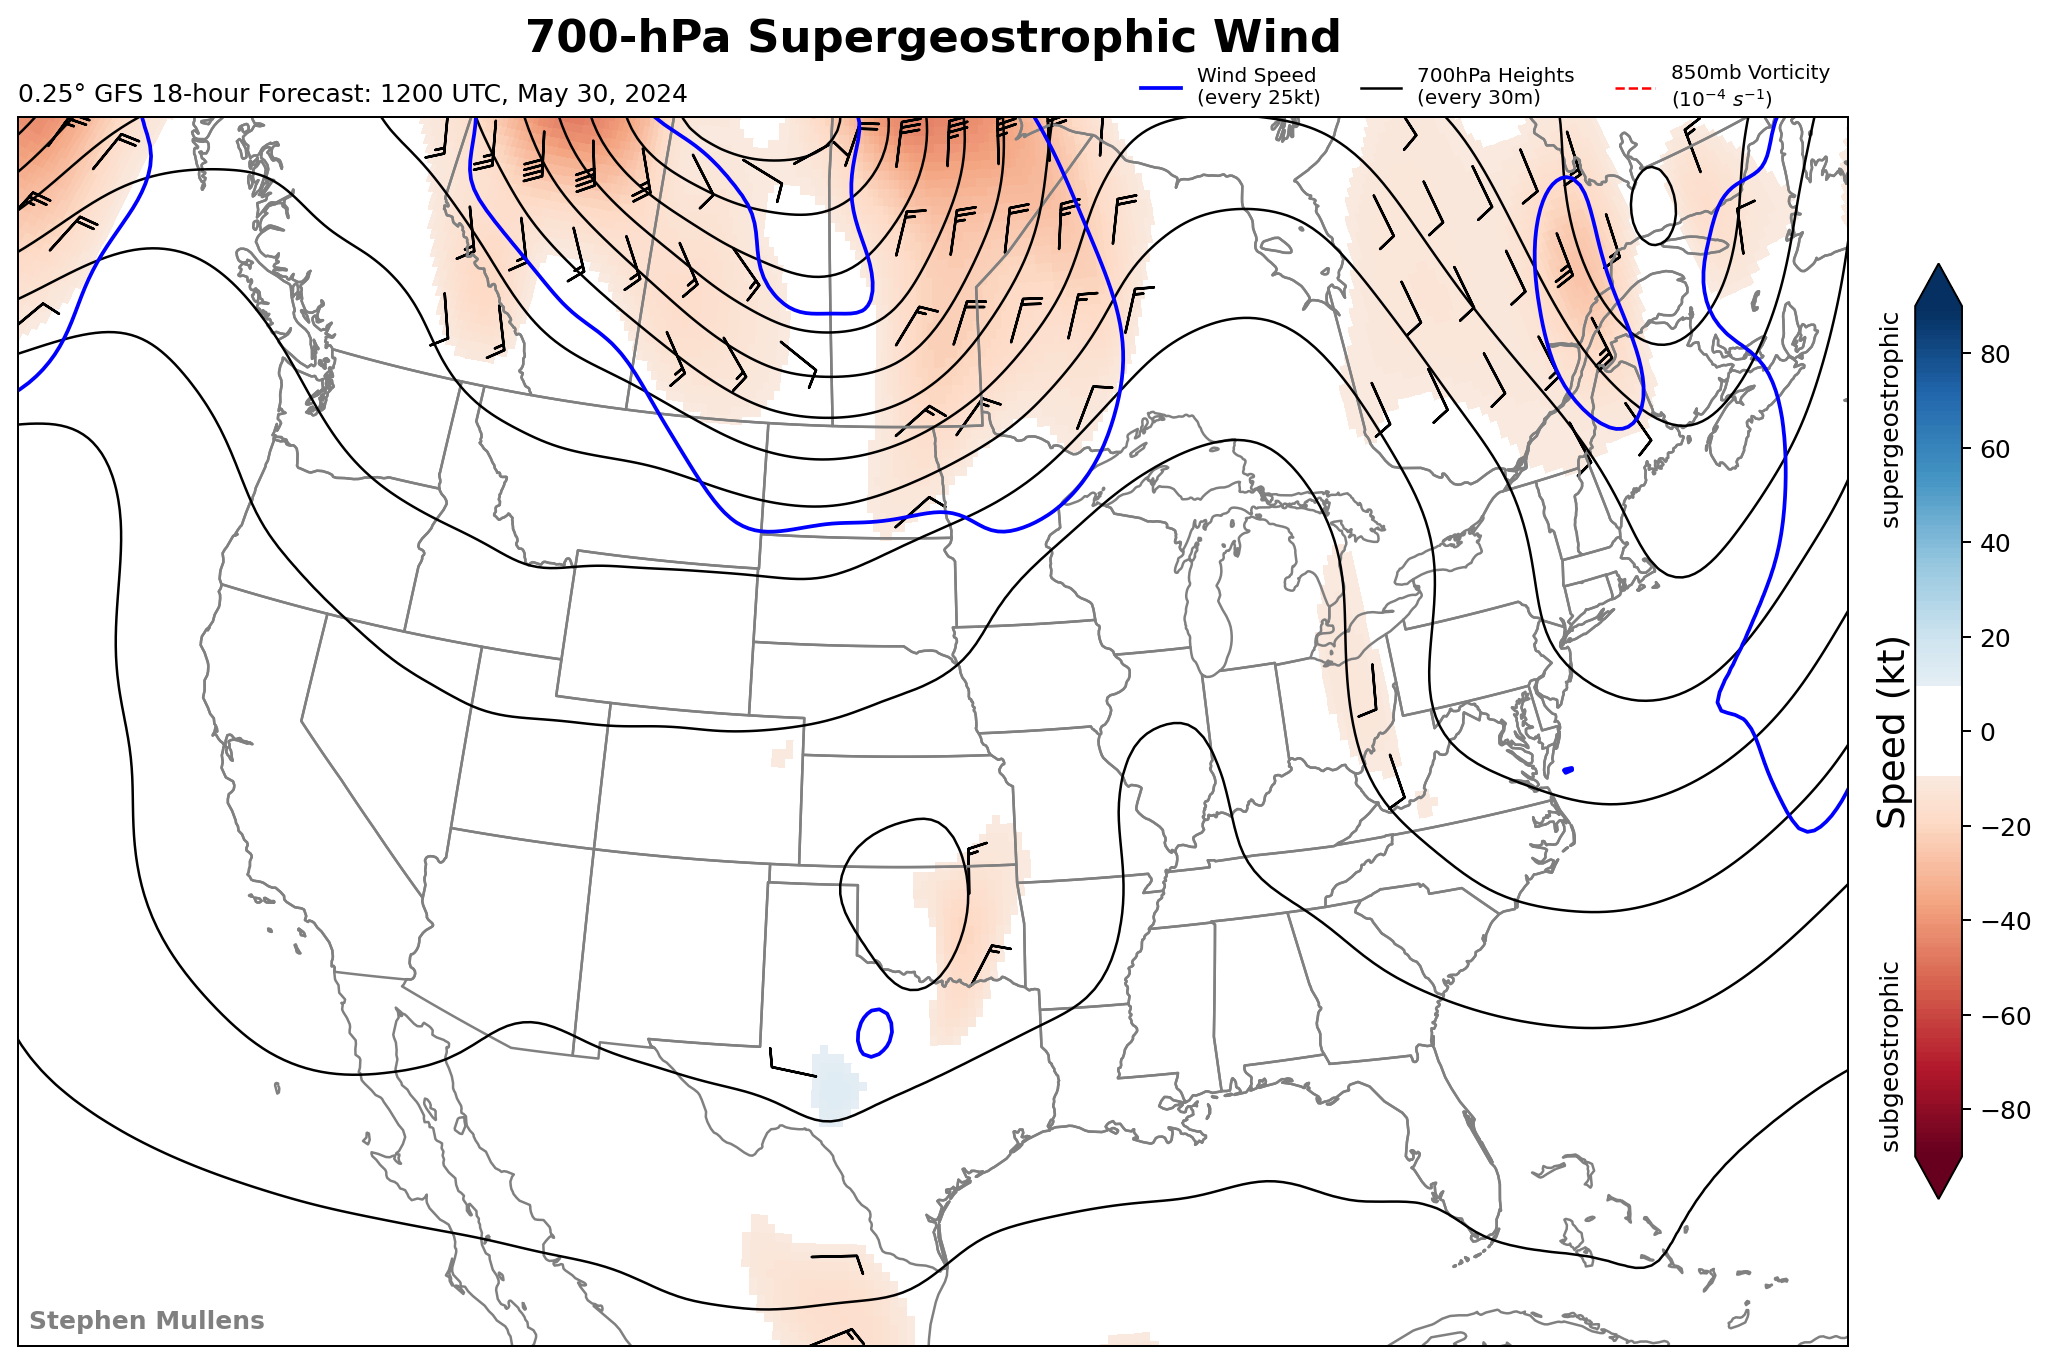 700-hPa Supergeostrophic Wind
0.25° GFS 18-hour Forecast: 1200 UTC, May 30, 2024
Wind Speed
(every 25kt)
700hPa Heights
(every 30m)
850mb Vorticity
(10⁻⁴ s⁻¹)
supergeostrophic
Speed (kt)
subgeostrophic
80
60
40
20
0
−20
−40
−60
−80
Stephen Mullens